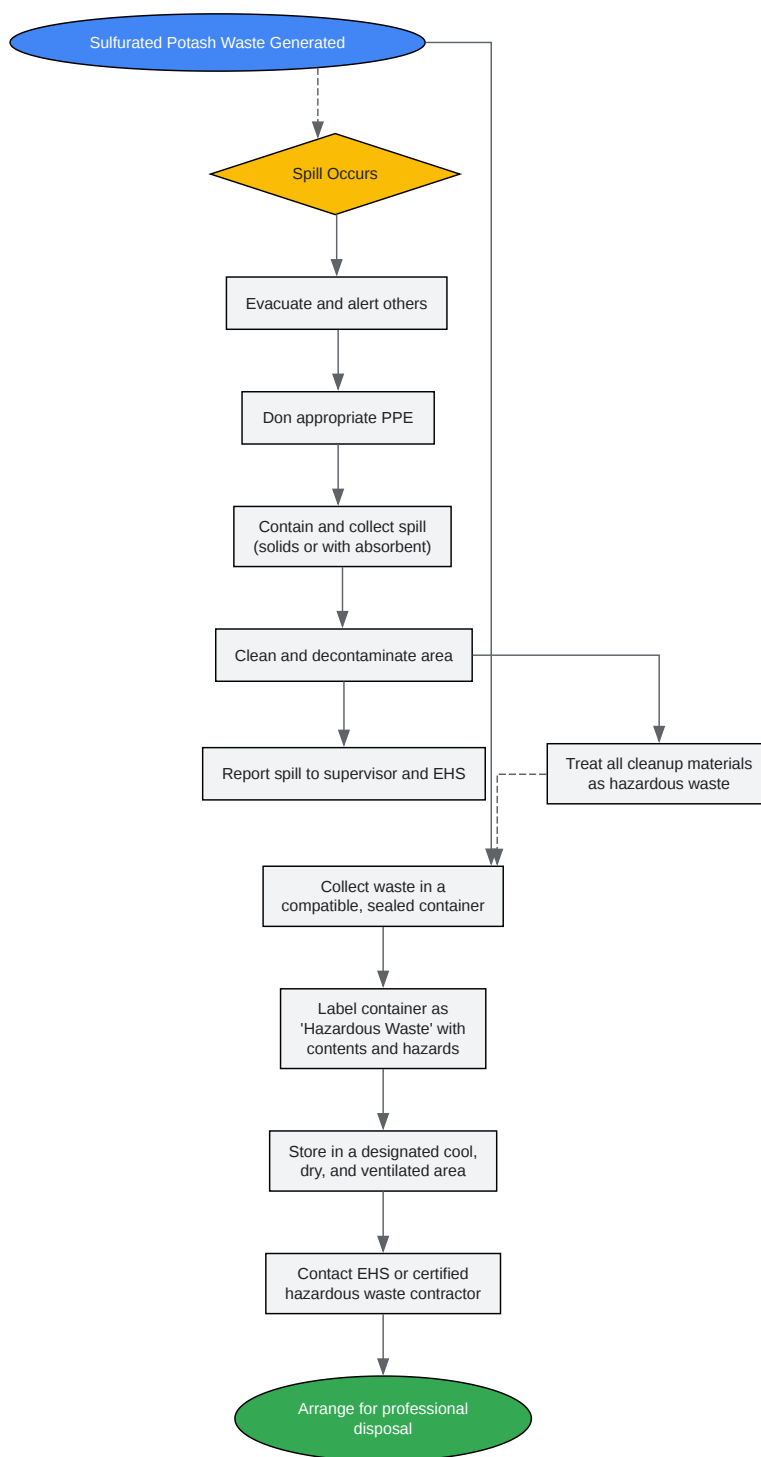 Sulfurated Potash Waste Generated
Spill Occurs
Evacuate and alert others
Don appropriate PPE
Contain and collect spill
(solids or with absorbent)
Clean and decontaminate area
Report spill to supervisor and EHS
Treat all cleanup materials
as hazardous waste
Collect waste in a
compatible, sealed container
Label container as
'Hazardous Waste' with
contents and hazards
Store in a designated cool,
dry, and ventilated area
Contact EHS or certified
hazardous waste contractor
Arrange for professional
disposal